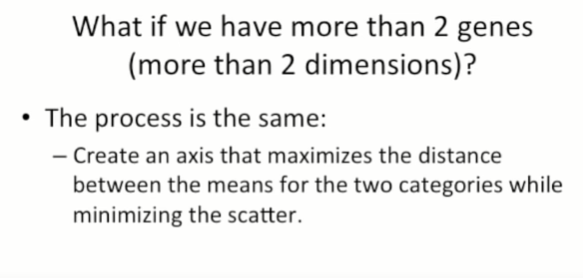 What if we have more than 2 genes
(more than 2 dimensions)?
• The process is the same:
– Create an axis that maximizes the distance
between the means for the two categories while
minimizing the scatter.